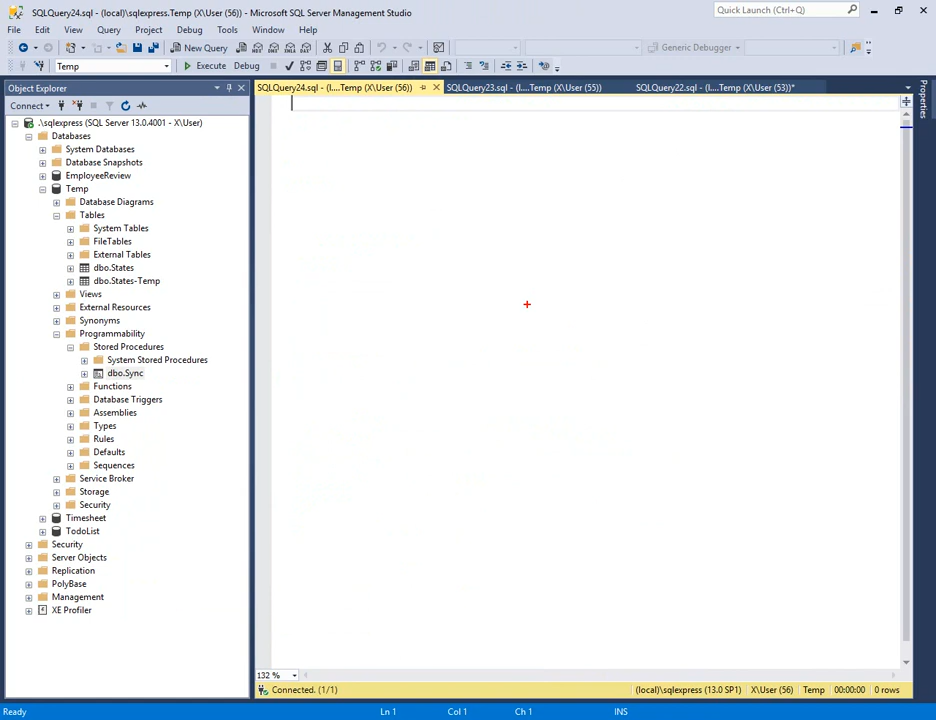 SQLQuery24.sql - (local)\sqlexpress.Temp (X\User (56)) - Microsoft SQL Server Management Studio
Quick Launch (Ctrl+Q)
File Edit View Query Project Debug Tools Window Help
New Query
Generic Debugger
Temp
Execute Debug
Object Explorer
SQLQuery24.sql - (l....Temp (X\User (56))
SQLQuery23.sql - (l....Temp (X\User (55))
SQLQuery22.sql - (l....Temp (X\User (53))*
Properties
Connect
.\sqlexpress (SQL Server 13.0.4001 - X\User)
Databases
System Databases
Database Snapshots
EmployeeReview
Temp
Database Diagrams
Tables
System Tables
FileTables
External Tables
dbo.States
dbo.States-Temp
Views
External Resources
Synonyms
Programmability
Stored Procedures
System Stored Procedures
dbo.Sync
Functions
Database Triggers
Assemblies
Types
Rules
Defaults
Sequences
Service Broker
Storage
Security
Timesheet
TodoList
Security
Server Objects
Replication
PolyBase
Management
XE Profiler
132 %
Connected. (1/1)
(local)\sqlexpress (13.0 SP1) X\User (56) Temp 00:00:00 0 rows
Ready Ln 1 Col 1 Ch 1 INS